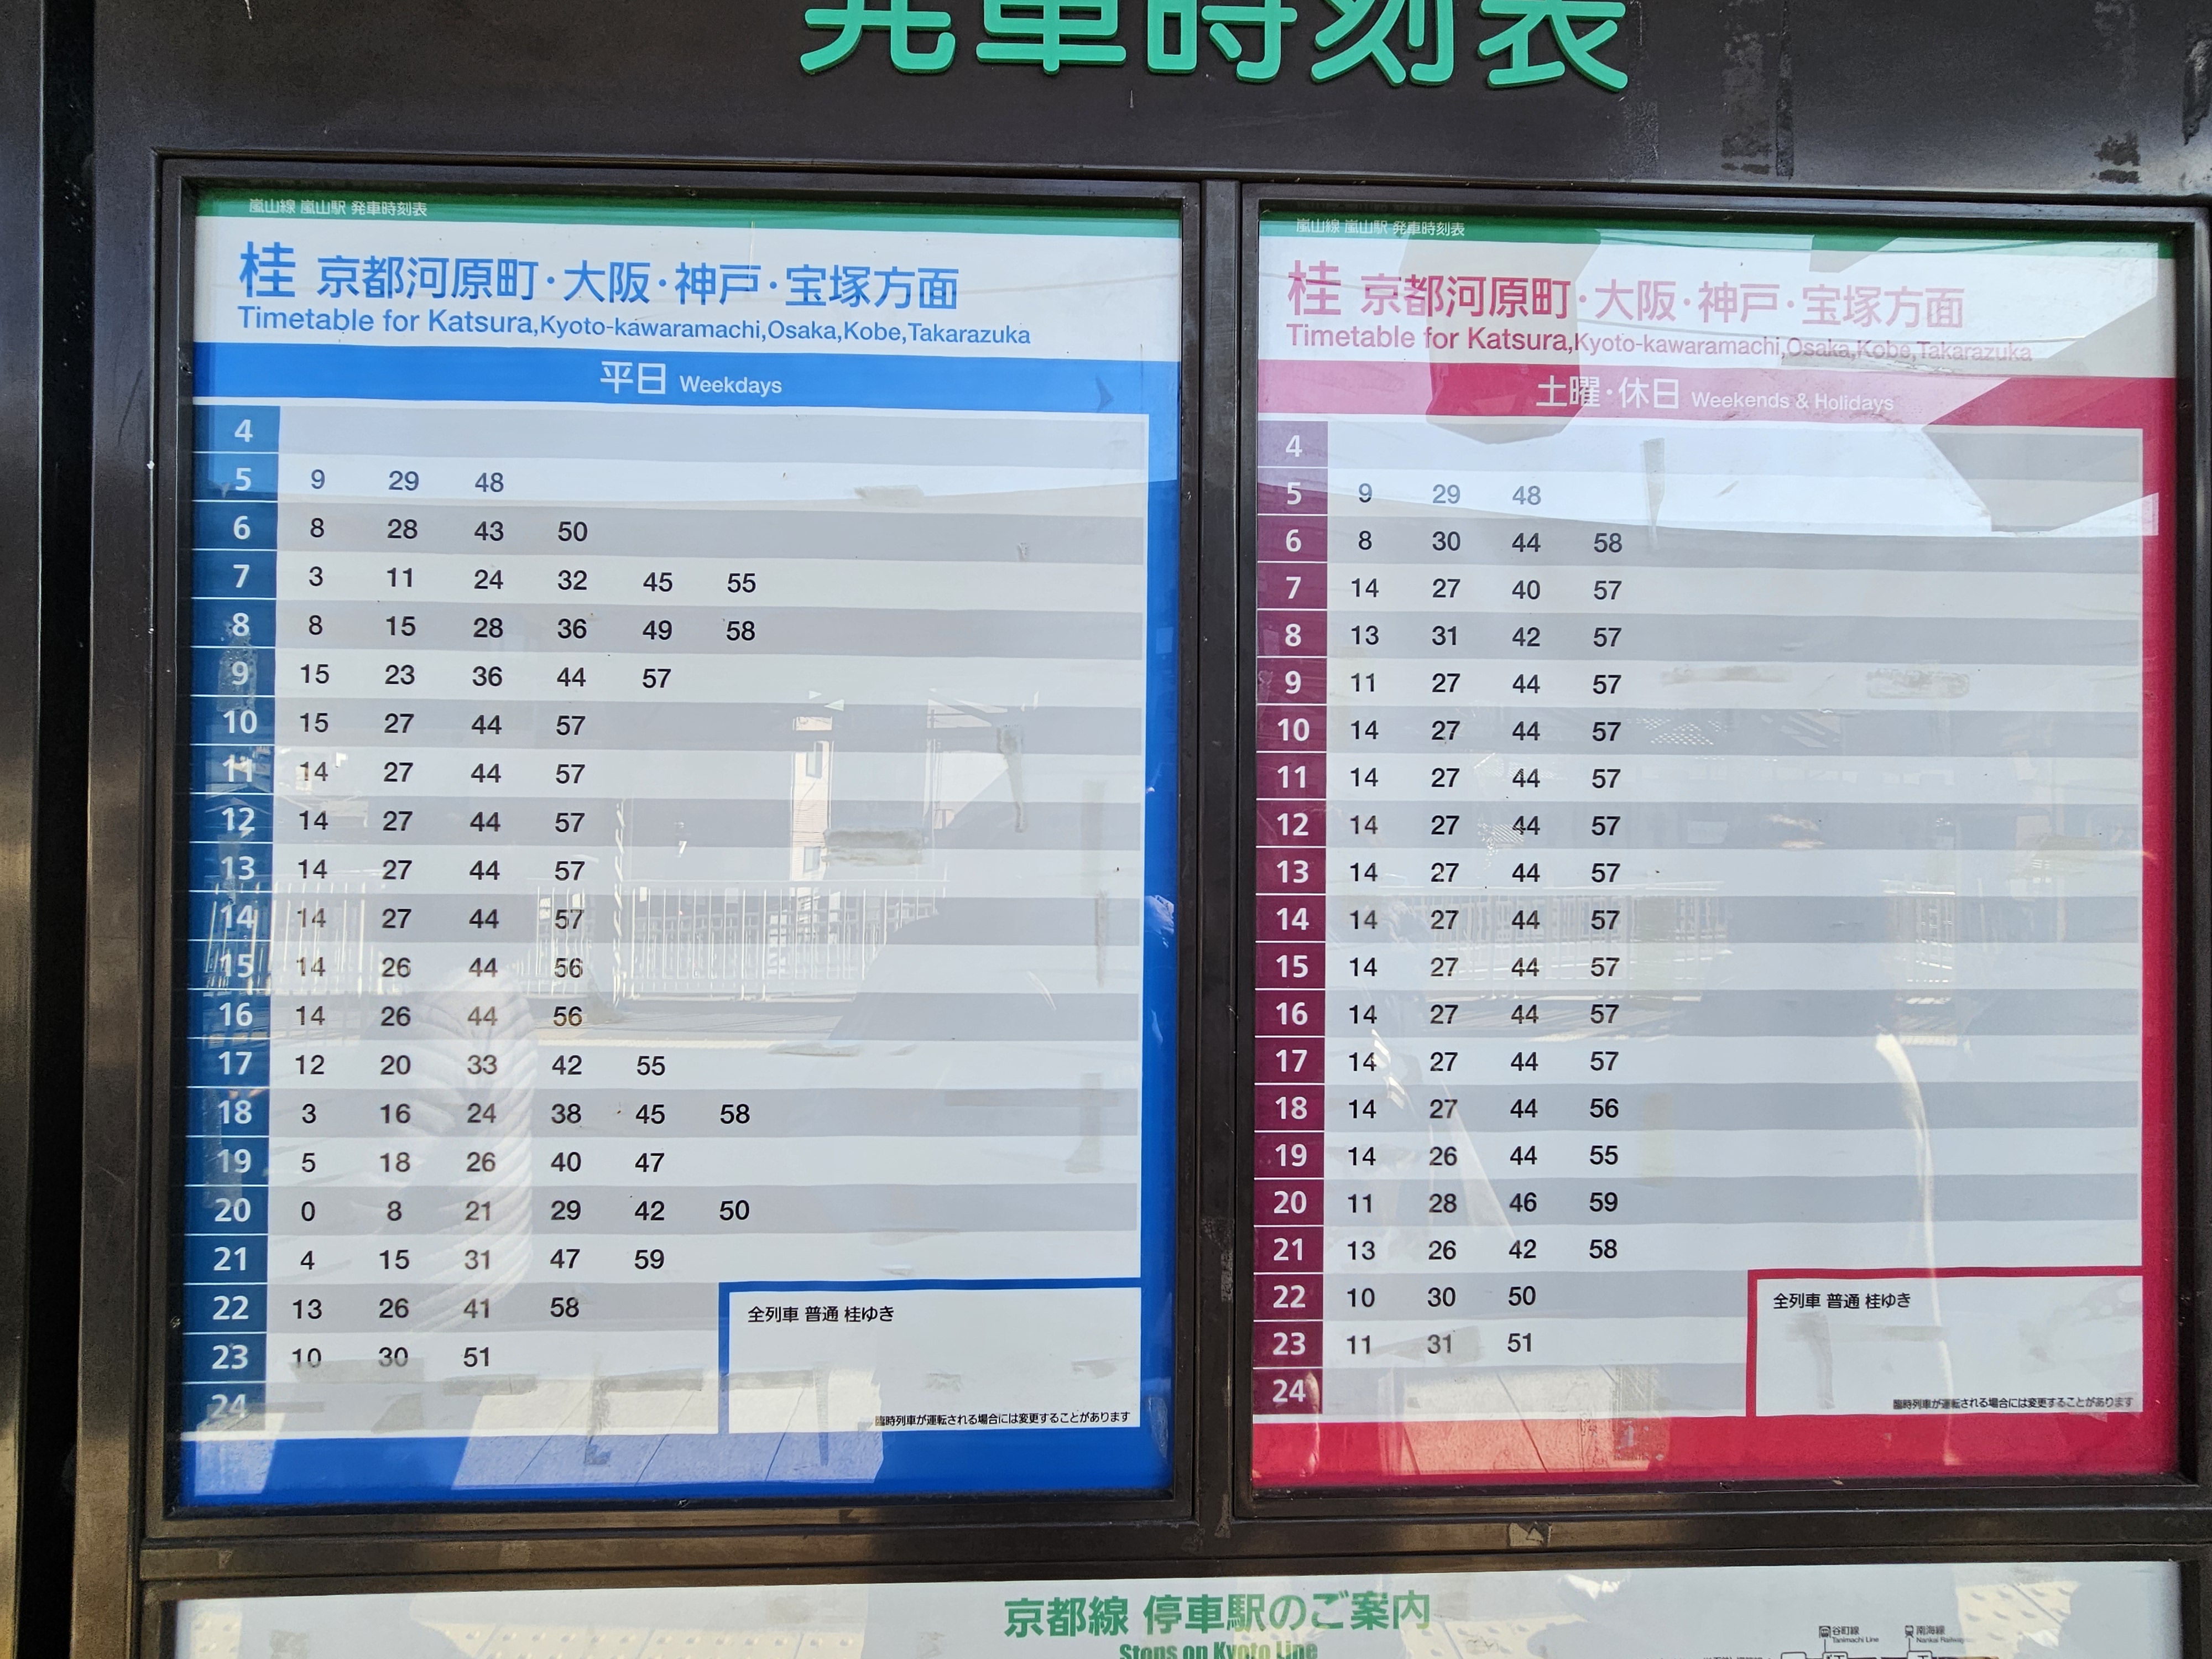 発車時刻表
嵐山線 嵐山駅 発車時刻表
桂 京都河原町・大阪・神戸・宝塚方面
Timetable for Katsura,Kyoto-kawaramachi,Osaka,Kobe,Takarazuka
平日 Weekdays
4
5 9 29 48
6 8 28 43 50
7 3 11 24 32 45 55
8 8 15 28 36 49 58
9 15 23 36 44 57
10 15 27 44 57
11 14 27 44 57
12 14 27 44 57
13 14 27 44 57
14 14 27 44 57
15 14 26 44 56
16 14 26 44 56
17 12 20 33 42 55
18 3 16 24 38 45 58
19 5 18 26 40 47
20 0 8 21 29 42 50
21 4 15 31 47 59
22 13 26 41 58
23 10 30 51
24
全列車 普通 桂ゆき
臨時列車が運転される場合には変更することがあります
嵐山線 嵐山駅 発車時刻表
桂 京都河原町・大阪・神戸・宝塚方面
Timetable for Katsura,Kyoto-kawaramachi,Osaka,Kobe,Takarazuka
土曜・休日 Weekends & Holidays
4
5 9 29 48
6 8 30 44 58
7 14 27 40 57
8 13 31 42 57
9 11 27 44 57
10 14 27 44 57
11 14 27 44 57
12 14 27 44 57
13 14 27 44 57
14 14 27 44 57
15 14 27 44 57
16 14 27 44 57
17 14 27 44 57
18 14 27 44 56
19 14 26 44 55
20 11 28 46 59
21 13 26 42 58
22 10 30 50
23 11 31 51
24
全列車 普通 桂ゆき
臨時列車が運転される場合には変更することがあります
京都線 停車駅のご案内
Stops on Kyoto Line
谷町線
Tanimachi Line
南海線
Nankai Railway